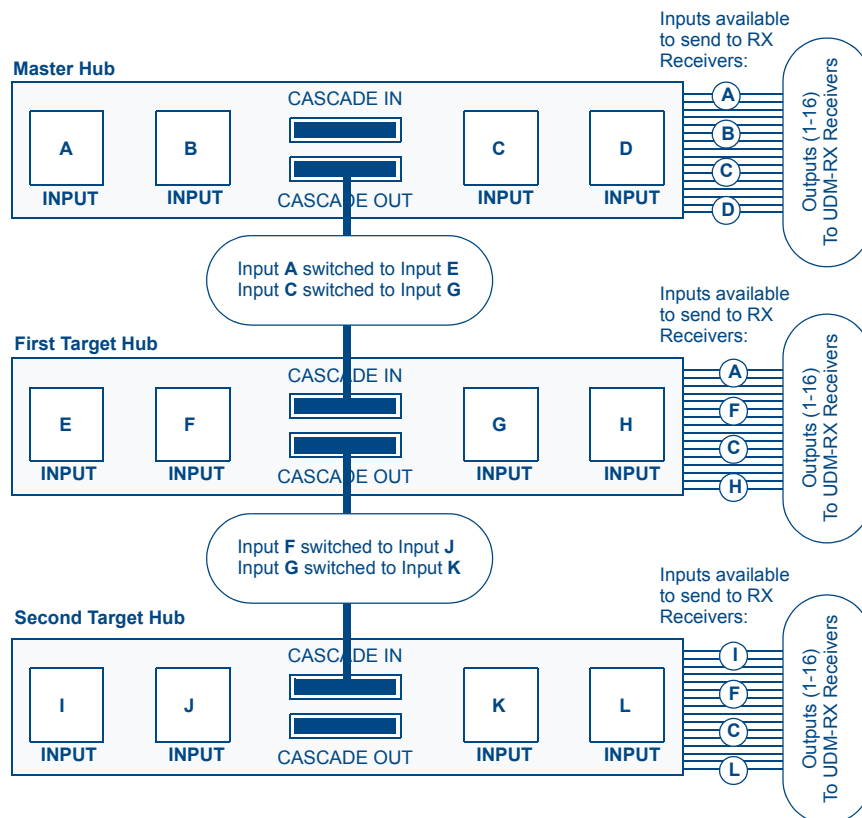 Inputs available
to send to RX
Receivers:
Master Hub
CASCADE IN
A
B
C
D
INPUT
INPUT
INPUT
INPUT
CASCADE OUT
A
B
C
D
Outputs (1-16)
To UDM-RX Receivers
Input A switched to Input E
Input C switched to Input G
Inputs available
to send to RX
Receivers:
First Target Hub
CASCADE IN
E
F
G
H
INPUT
INPUT
INPUT
INPUT
CASCADE OUT
A
F
C
H
Outputs (1-16)
To UDM-RX Receivers
Input F switched to Input J
Input G switched to Input K
Inputs available
to send to RX
Receivers:
Second Target Hub
CASCADE IN
I
J
K
L
INPUT
INPUT
INPUT
INPUT
CASCADE OUT
I
F
C
L
Outputs (1-16)
To UDM-RX Receivers